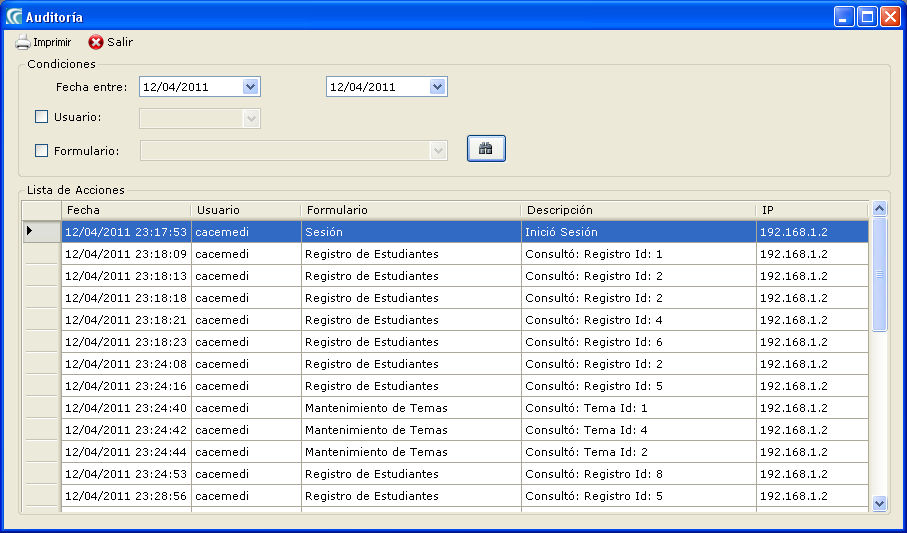 Auditoría
Imprimir Salir
Condiciones
Fecha entre: 12/04/2011 12/04/2011
Usuario:
Formulario:
Lista de Acciones
Fecha Usuario Formulario Descripción IP
12/04/2011 23:17:53 cacemedi Sesión Inició Sesión 192.168.1.2
12/04/2011 23:18:09 cacemedi Registro de Estudiantes Consultó: Registro Id: 1 192.168.1.2
12/04/2011 23:18:13 cacemedi Registro de Estudiantes Consultó: Registro Id: 2 192.168.1.2
12/04/2011 23:18:18 cacemedi Registro de Estudiantes Consultó: Registro Id: 2 192.168.1.2
12/04/2011 23:18:21 cacemedi Registro de Estudiantes Consultó: Registro Id: 4 192.168.1.2
12/04/2011 23:18:23 cacemedi Registro de Estudiantes Consultó: Registro Id: 6 192.168.1.2
12/04/2011 23:24:08 cacemedi Registro de Estudiantes Consultó: Registro Id: 2 192.168.1.2
12/04/2011 23:24:16 cacemedi Registro de Estudiantes Consultó: Registro Id: 5 192.168.1.2
12/04/2011 23:24:40 cacemedi Mantenimiento de Temas Consultó: Tema Id: 1 192.168.1.2
12/04/2011 23:24:42 cacemedi Mantenimiento de Temas Consultó: Tema Id: 4 192.168.1.2
12/04/2011 23:24:44 cacemedi Mantenimiento de Temas Consultó: Tema Id: 2 192.168.1.2
12/04/2011 23:24:53 cacemedi Registro de Estudiantes Consultó: Registro Id: 8 192.168.1.2
12/04/2011 23:28:56 cacemedi Registro de Estudiantes Consultó: Registro Id: 5 192.168.1.2